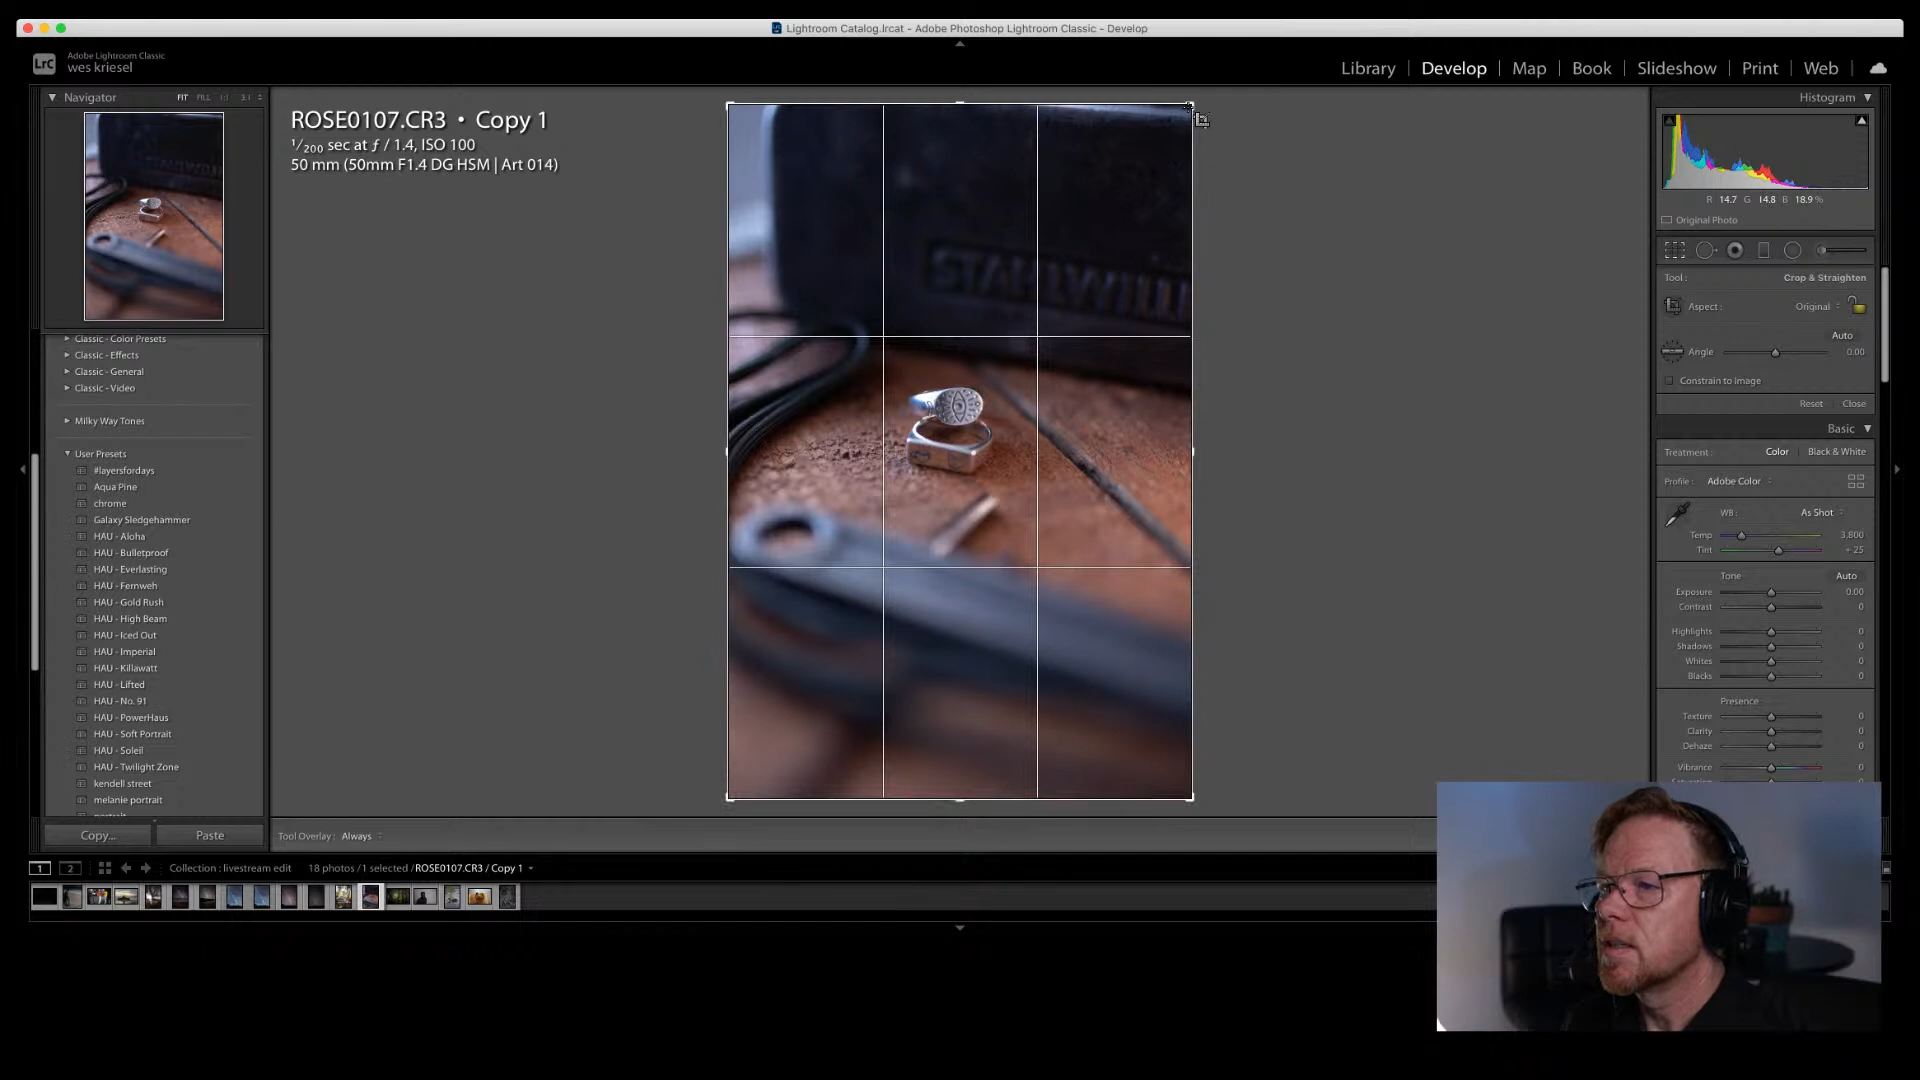 Lightroom Catalog.lrcat - Adobe Photoshop Lightroom Classic - Develop
LrC
Adobe Lightroom Classic
wes kriesel
Library | Develop | Map | Book | Slideshow | Print | Web
Navigator FIT FILL 1:1 3:1
Classic - Color Presets
Classic - Effects
Classic - General
Classic - Video
Milky Way Tones
User Presets
#layersfordays
Aqua Pine
chrome
Galaxy Sledgehammer
HAU - Aloha
HAU - Bulletproof
HAU - Everlasting
HAU - Fernweh
HAU - Gold Rush
HAU - High Beam
HAU - Iced Out
HAU - Imperial
HAU - Killawatt
HAU - Lifted
HAU - No. 91
HAU - PowerHaus
HAU - Soft Portrait
HAU - Soleil
HAU - Twilight Zone
kendell street
melanie portrait
Copy... Paste
ROSE0107.CR3 • Copy 1
1/200 sec at ƒ / 1.4, ISO 100
50 mm (50mm F1.4 DG HSM | Art 014)
STAHLWILL
Tool Overlay : Always
Histogram
R 14.7 G 14.8 B 18.9 %
Original Photo
Tool : Crop & Straighten
Aspect : Original
Auto
Angle 0.00
Constrain to Image
Reset Close
Basic
Treatment : Color | Black & White
Profile : Adobe Color
WB : As Shot
Temp 3,800
Tint + 25
Tone Auto
Exposure 0.00
Contrast 0
Highlights 0
Shadows 0
Whites 0
Blacks 0
Presence
Texture 0
Clarity 0
Dehaze 0
Vibrance 0
1 2 Collection : livestream edit 18 photos / 1 selected / ROSE0107.CR3 / Copy 1